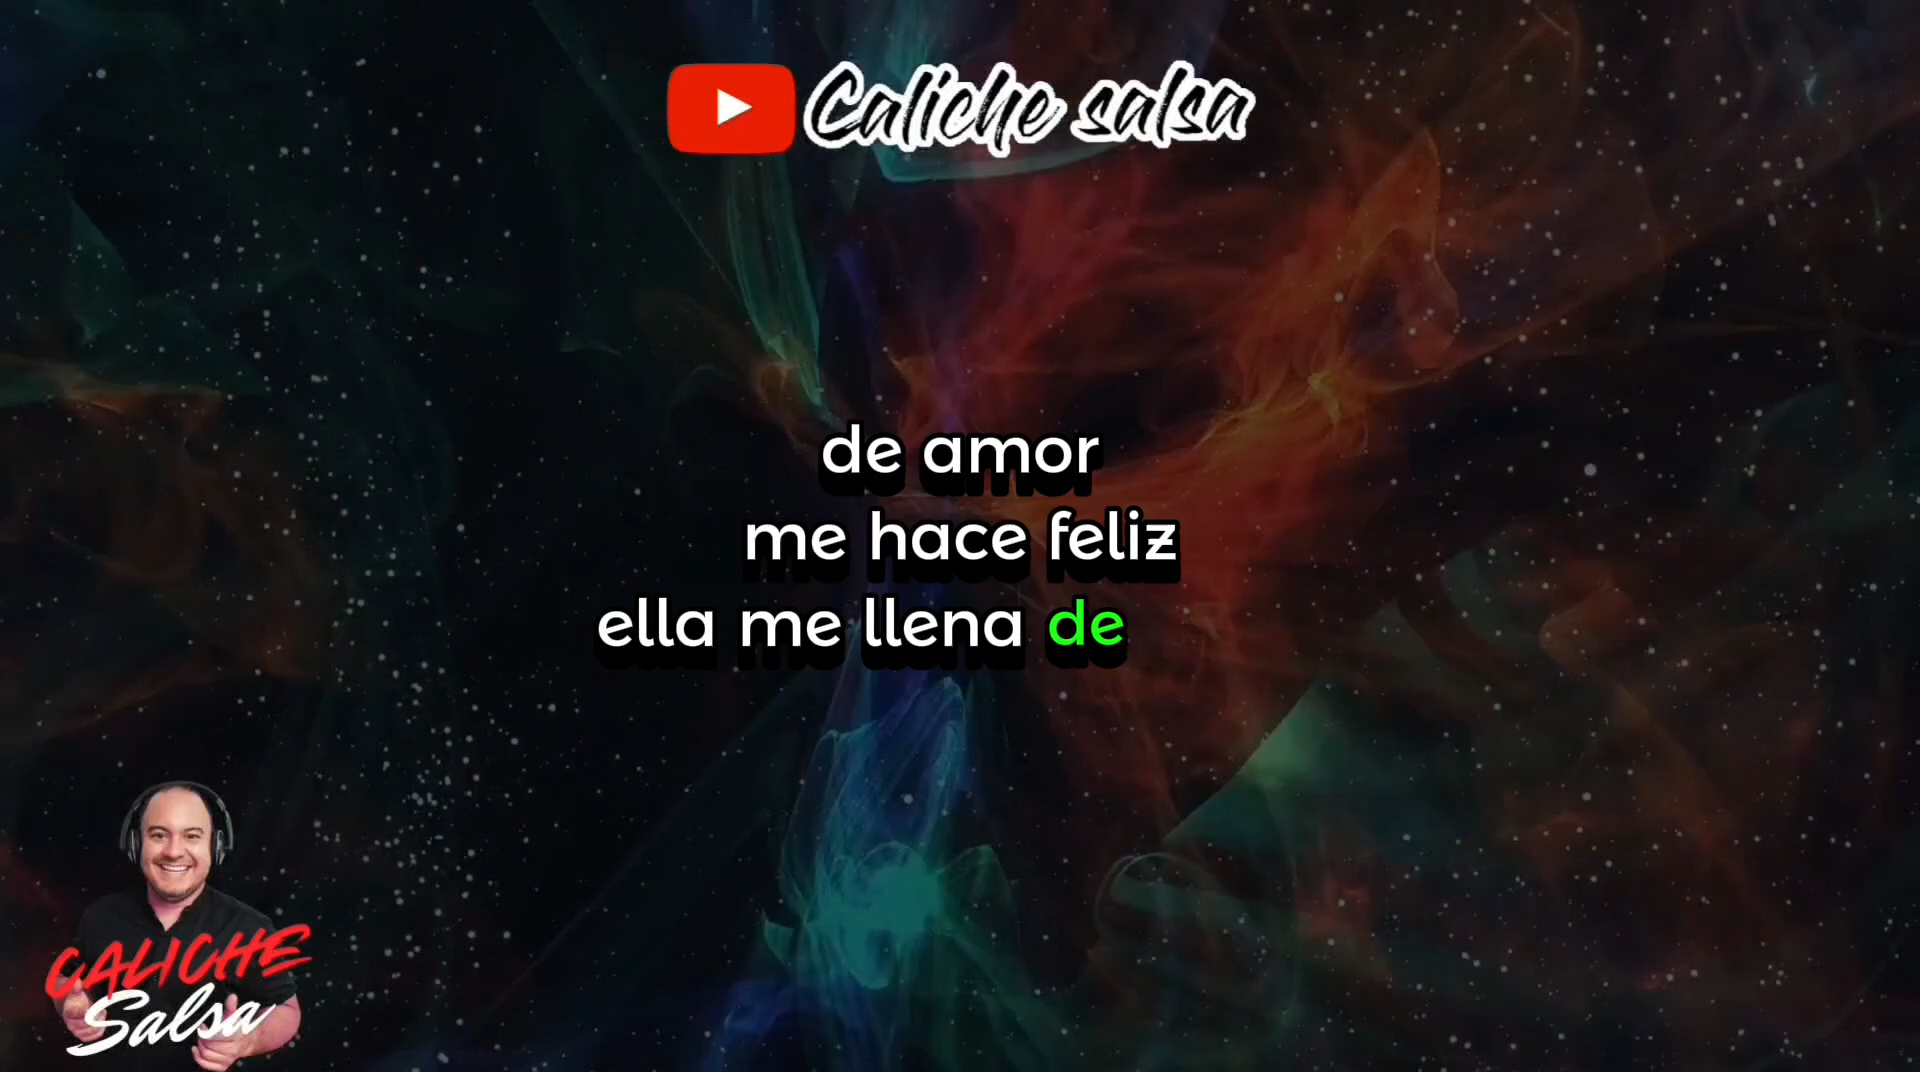 Caliche salsa
de amor
me hace feliz
ella me llena de
CALICHE
Salsa